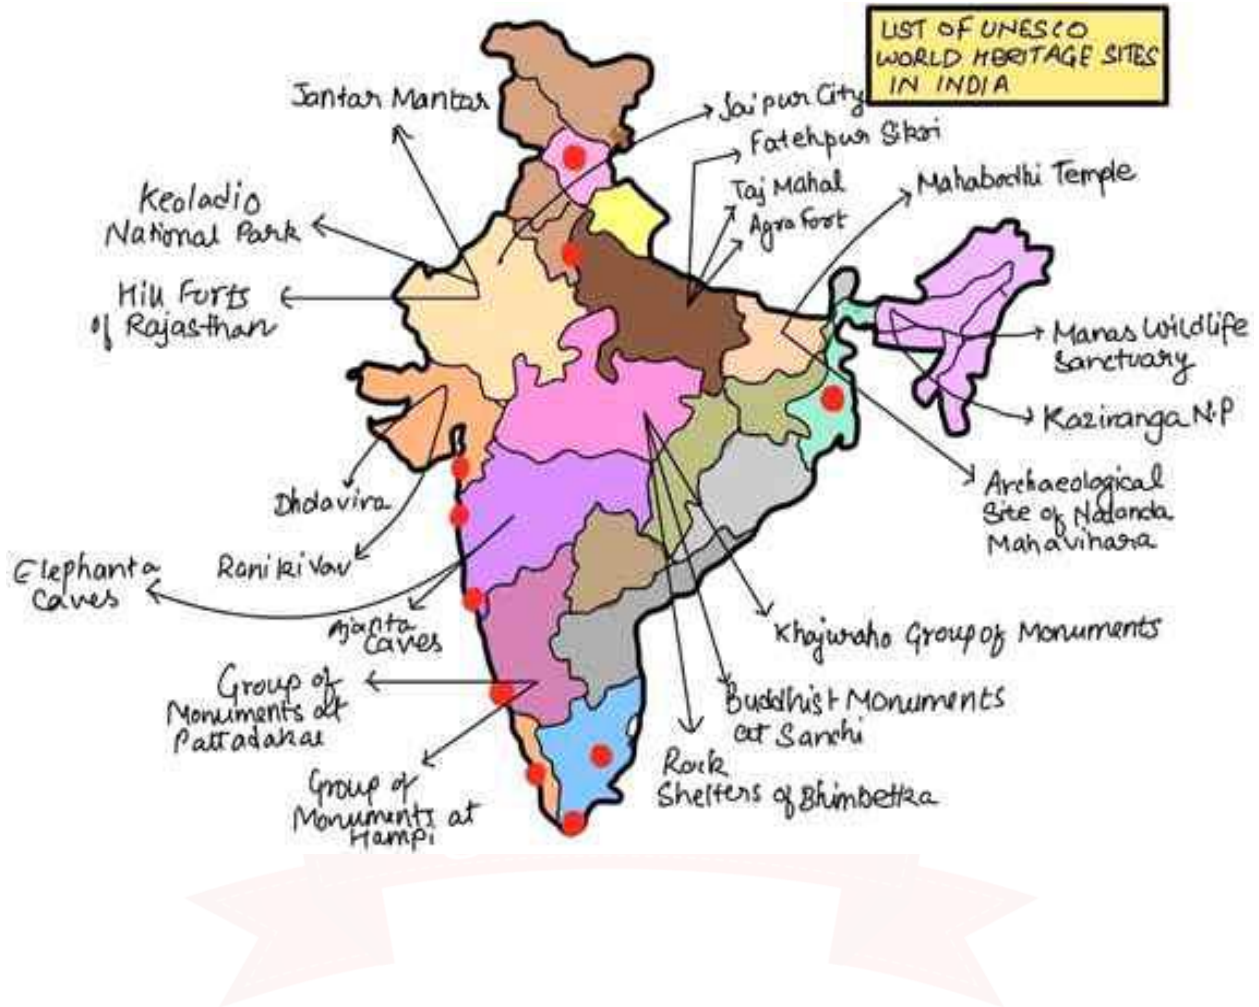 LIST OF UNESCO
WORLD HERITAGE SITES
IN INDIA
Jantar Mantar
Jaipur City
Fatehpur Sikri
Taj Mahal
Agra Fort
Mahabodhi Temple
Keoladio
National Park
Hill Forts
of Rajasthan
Manas Wildlife
Sanctuary
Kaziranga N.P
Dholavira
Rani ki Vav
Archaeological
Site of Nalanda
Mahavihara
Elephanta
Caves
Ajanta
Caves
Khajuraho Group of Monuments
Group of
Monuments at
Pattadakal
Buddhist Monuments
at Sanchi
Rock
Shelters of Bhimbetka
Group of
Monuments at
Hampi